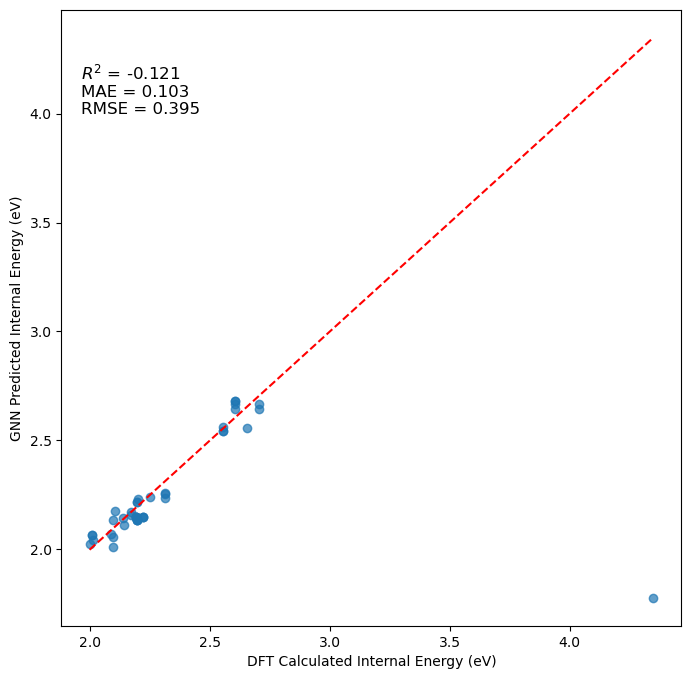 R² = -0.121
MAE = 0.103
RMSE = 0.395
GNN Predicted Internal Energy (eV)
4.0
3.5
3.0
2.5
2.0
2.0 2.5 3.0 3.5 4.0
DFT Calculated Internal Energy (eV)